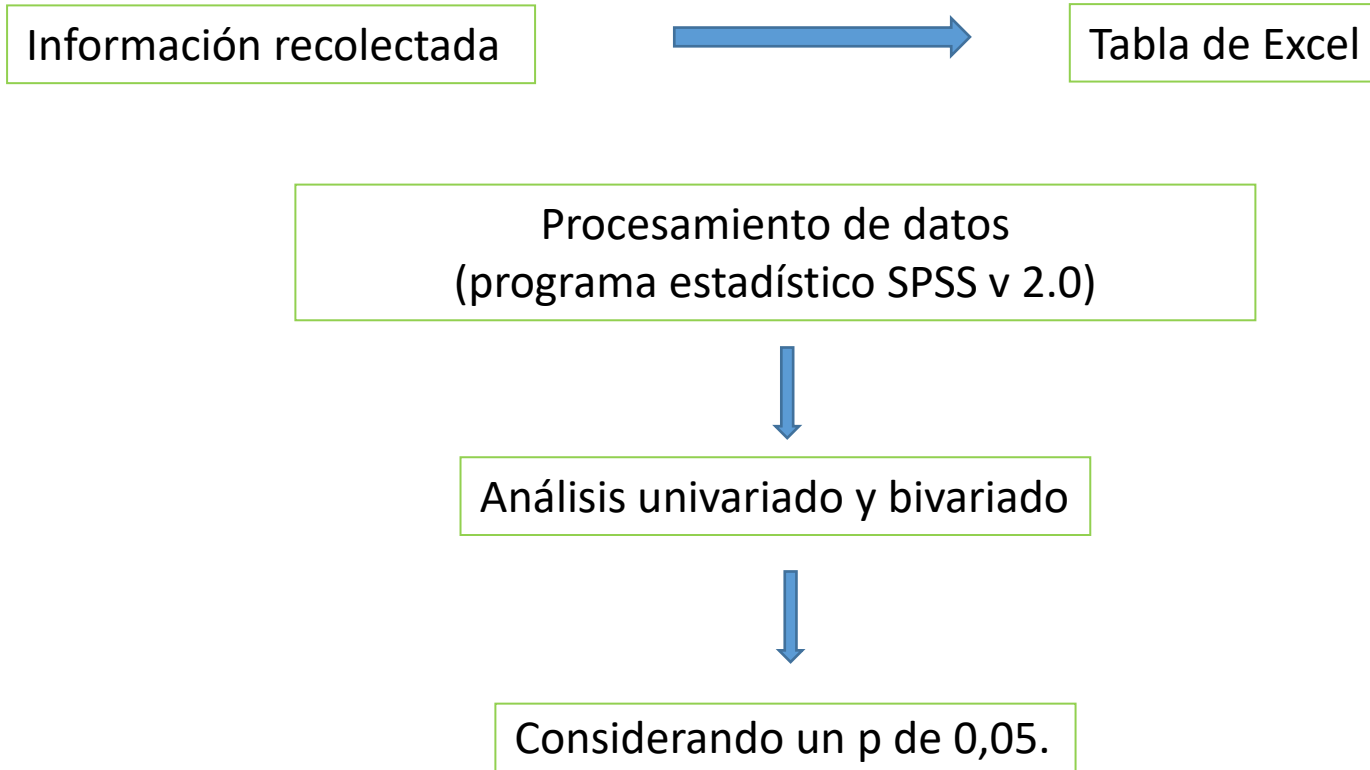 Información recolectada
Tabla de Excel
Procesamiento de datos
(programa estadístico SPSS v 2.0)
Análisis univariado y bivariado
Considerando un p de 0,05.